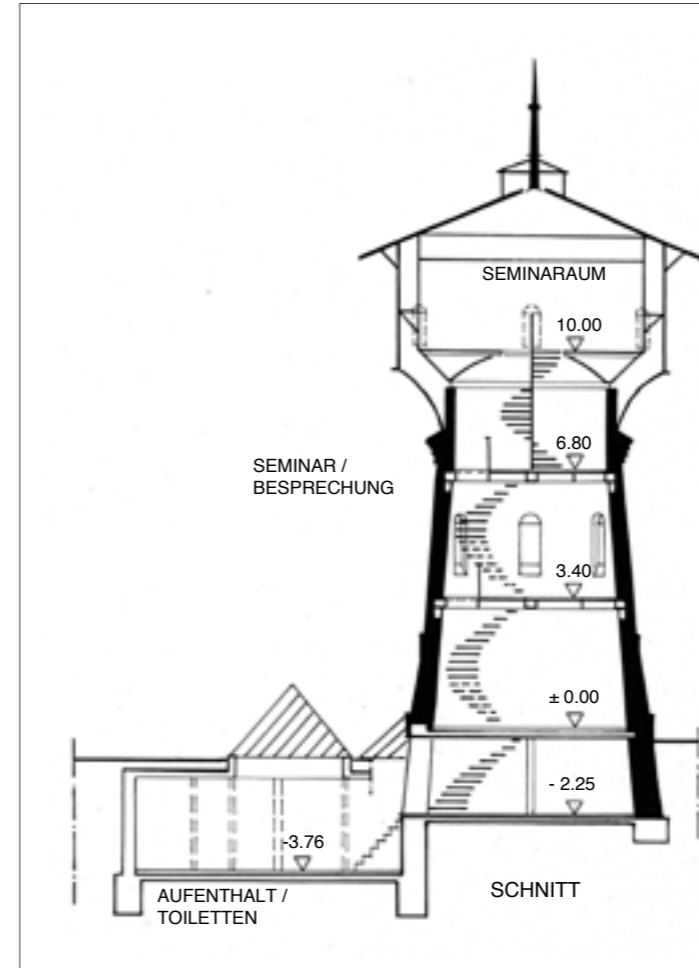 SEMINARAUM
10.00
6.80
SEMINAR /
BESPRECHUNG
3.40
± 0.00
- 2.25
-3.76
AUFENTHALT /
TOILETTEN
SCHNITT